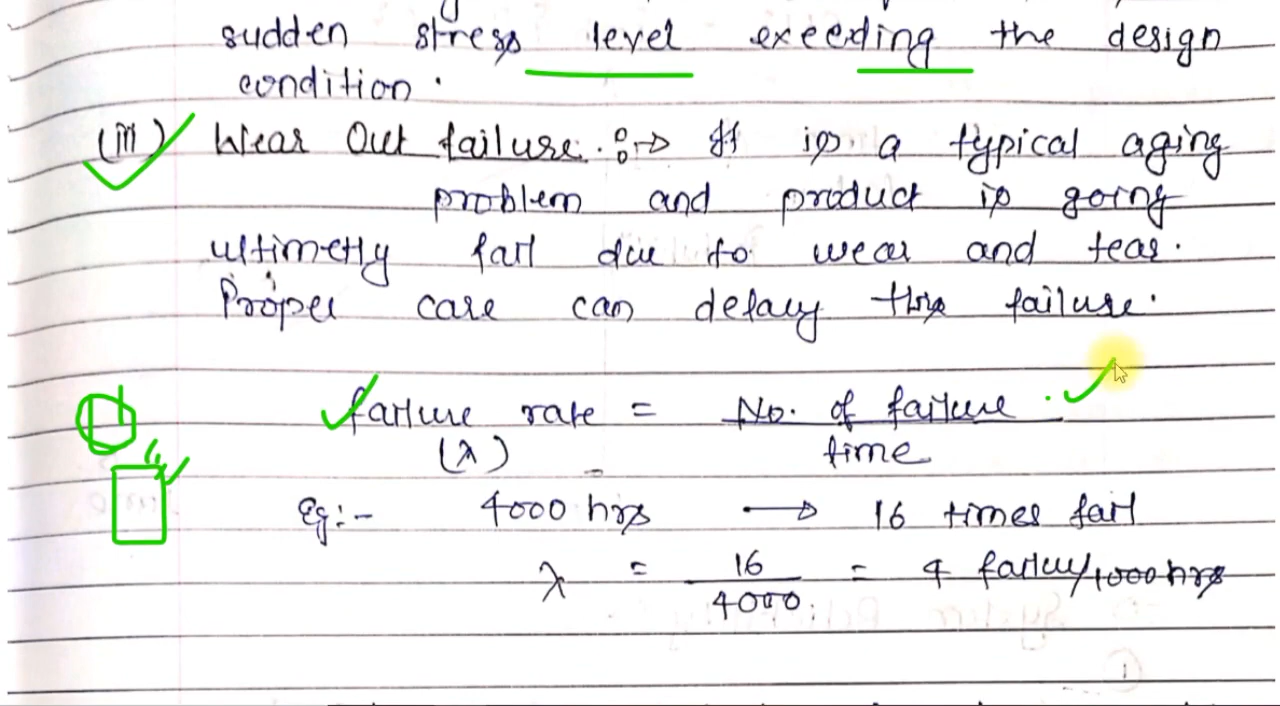 sudden stress level exeeding the design
condition.
(iii) Wear Out failure. :→ It is a typical aging
problem and product is going
ultimetly fail due to wear and tear.
Proper care can delay this failure.
failure rate = No. of failure
(λ) time
Eg:- 4000 hrs → 16 times fail
λ = 16/4000 = 4 failure/1000 hrs